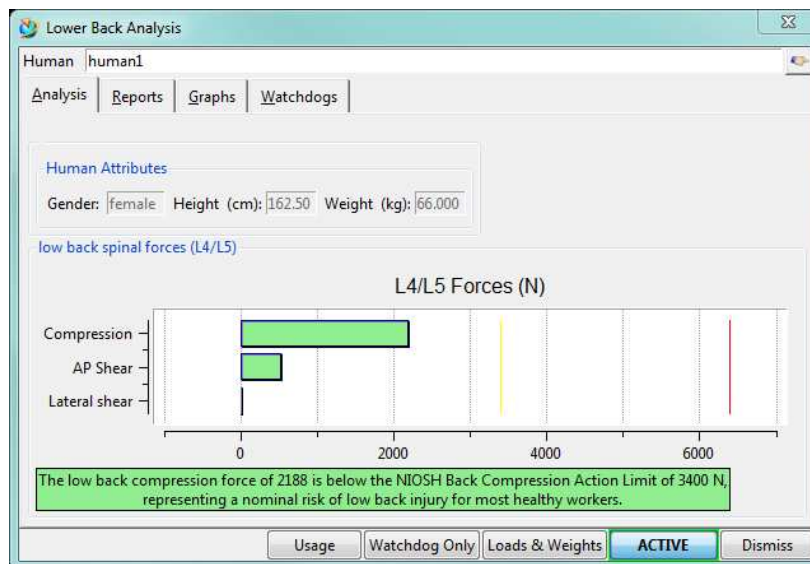 Lower Back Analysis
Human human1
Analysis Reports Graphs Watchdogs
Human Attributes
Gender: female Height (cm): 162.50 Weight (kg): 66.000
low back spinal forces (L4/L5)
L4/L5 Forces (N)
Compression
AP Shear
Lateral shear
0 2000 4000 6000
The low back compression force of 2188 is below the NIOSH Back Compression Action Limit of 3400 N,
representing a nominal risk of low back injury for most healthy workers.
Usage Watchdog Only Loads & Weights ACTIVE Dismiss